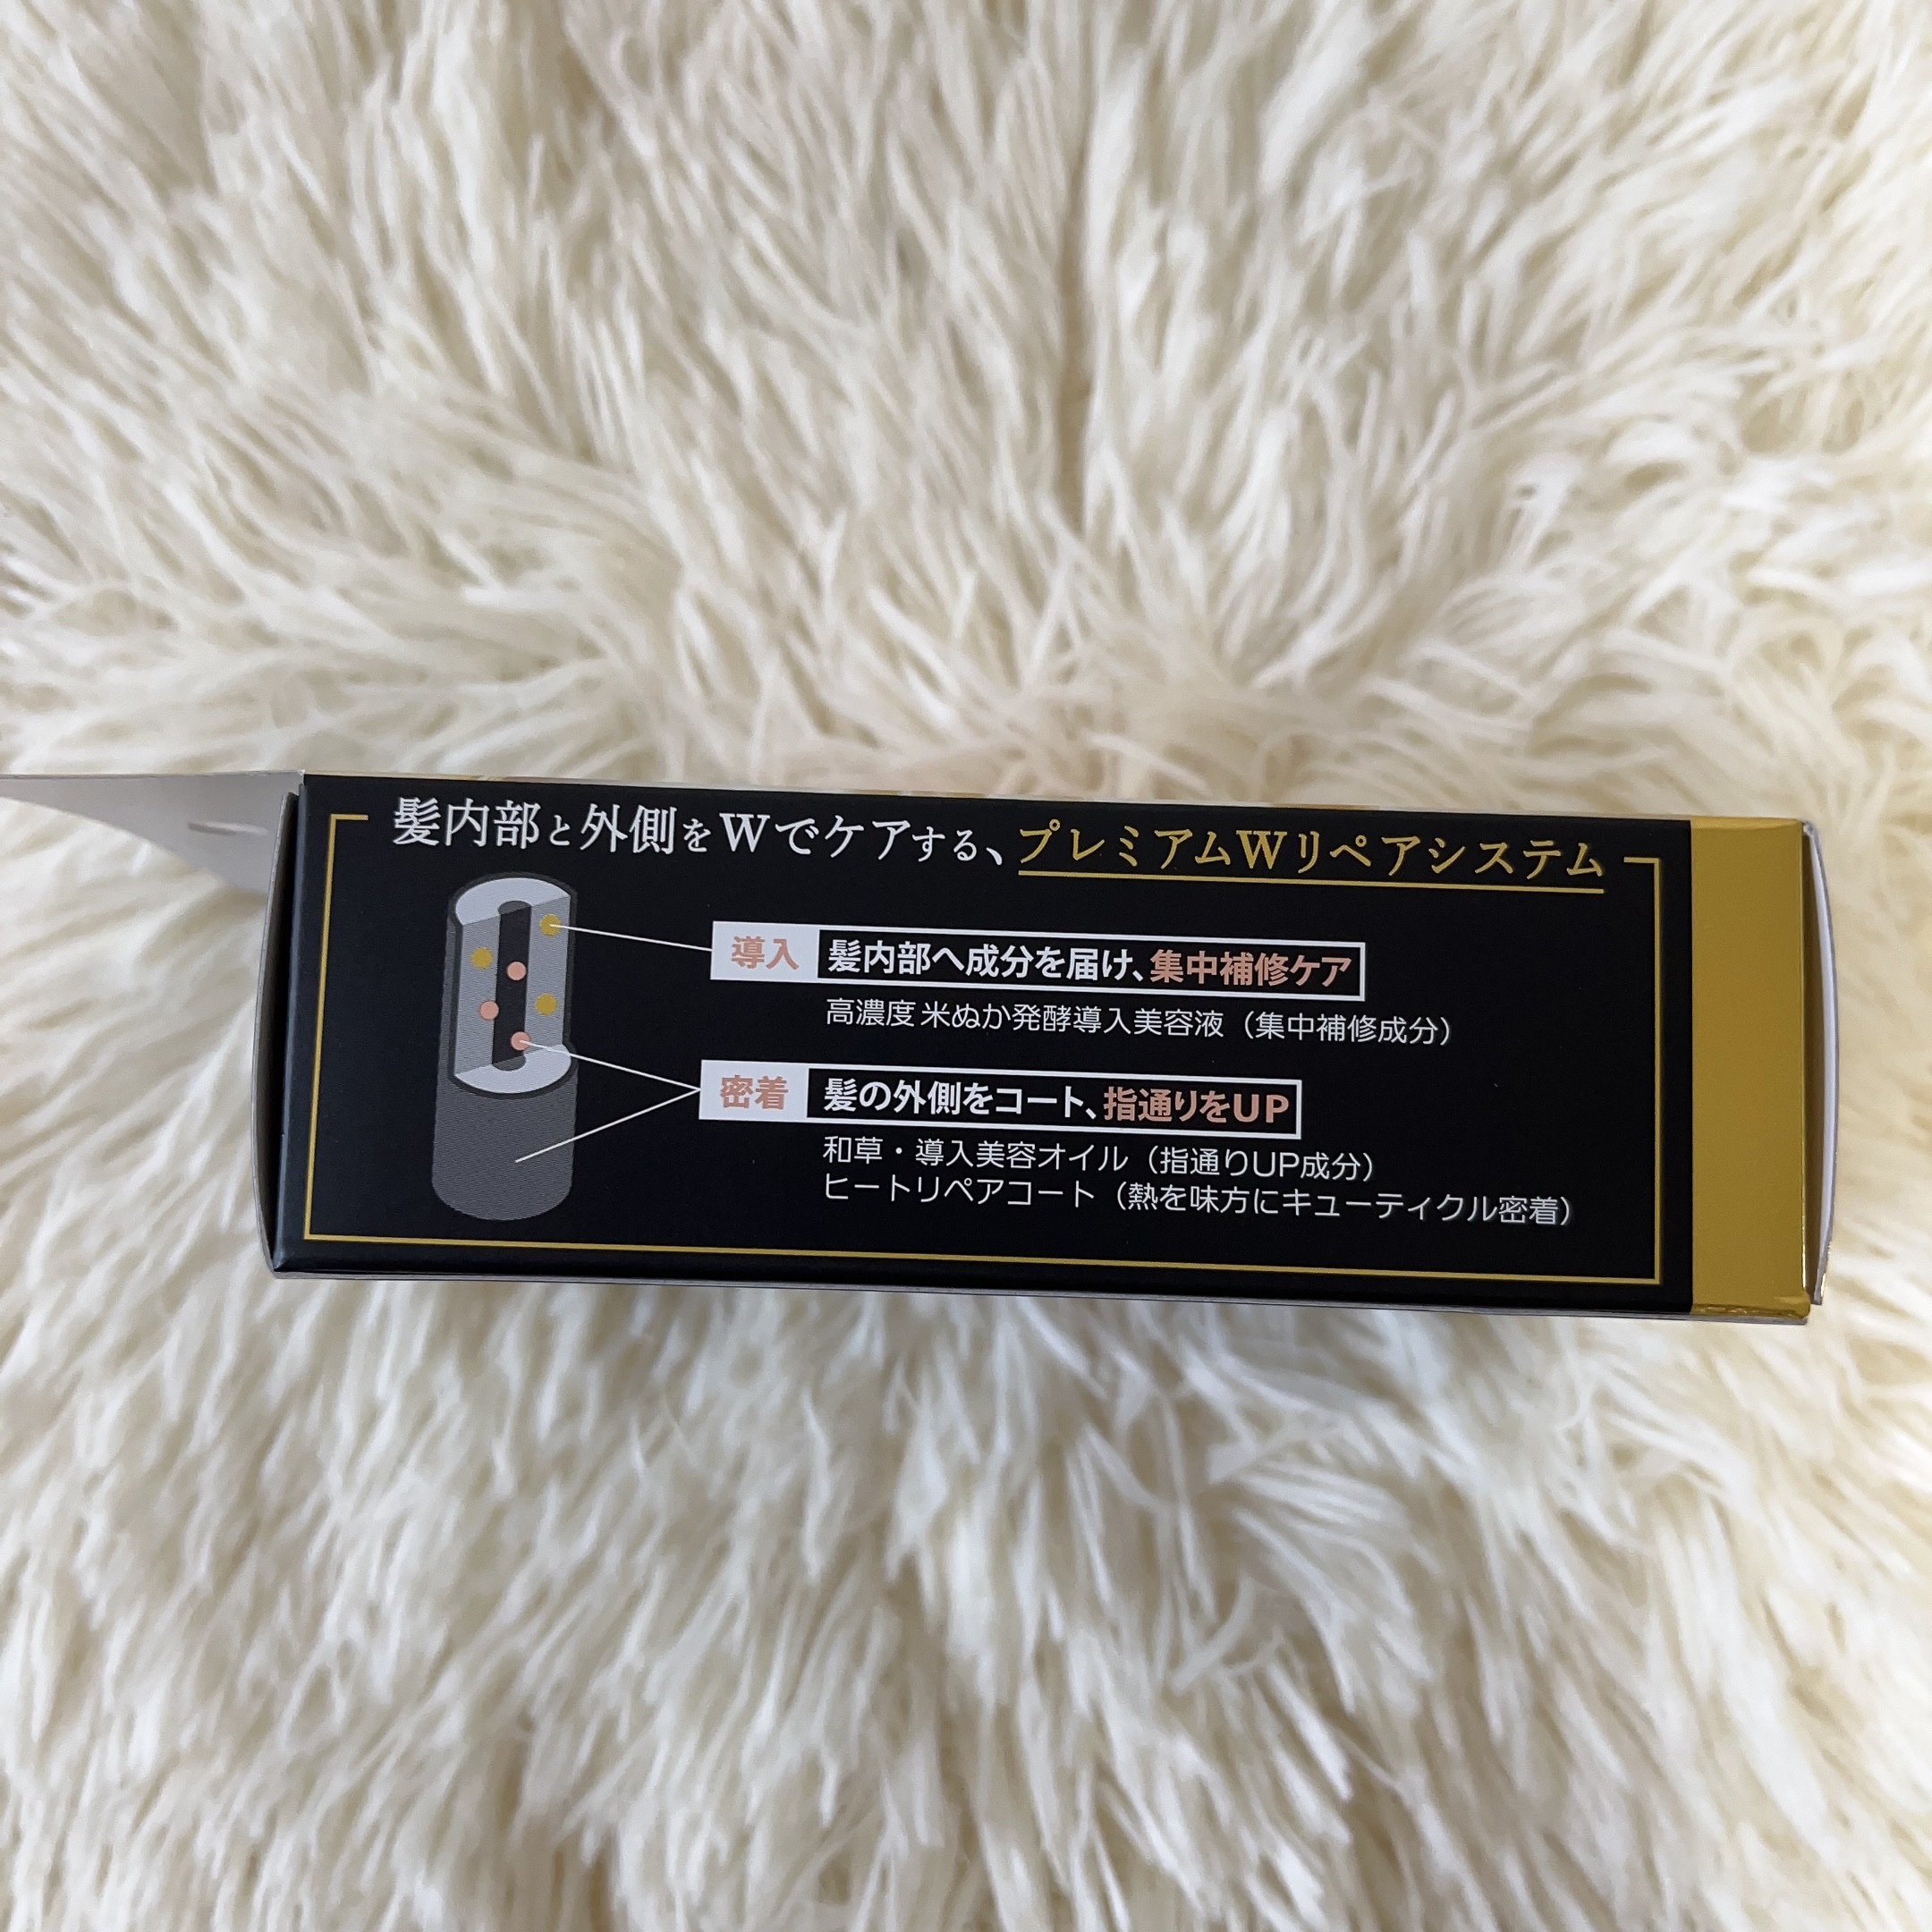 髪内部と外側をWでケアする、プレミアムWリペアシステム
導入 髪内部へ成分を届け、集中補修ケア
高濃度 米ぬか発酵導入美容液（集中補修成分）
密着 髪の外側をコート、指通りをUP
和草・導入美容オイル（指通りUP成分）
ヒートリペアコート（熱を味方にキューティクル密着）